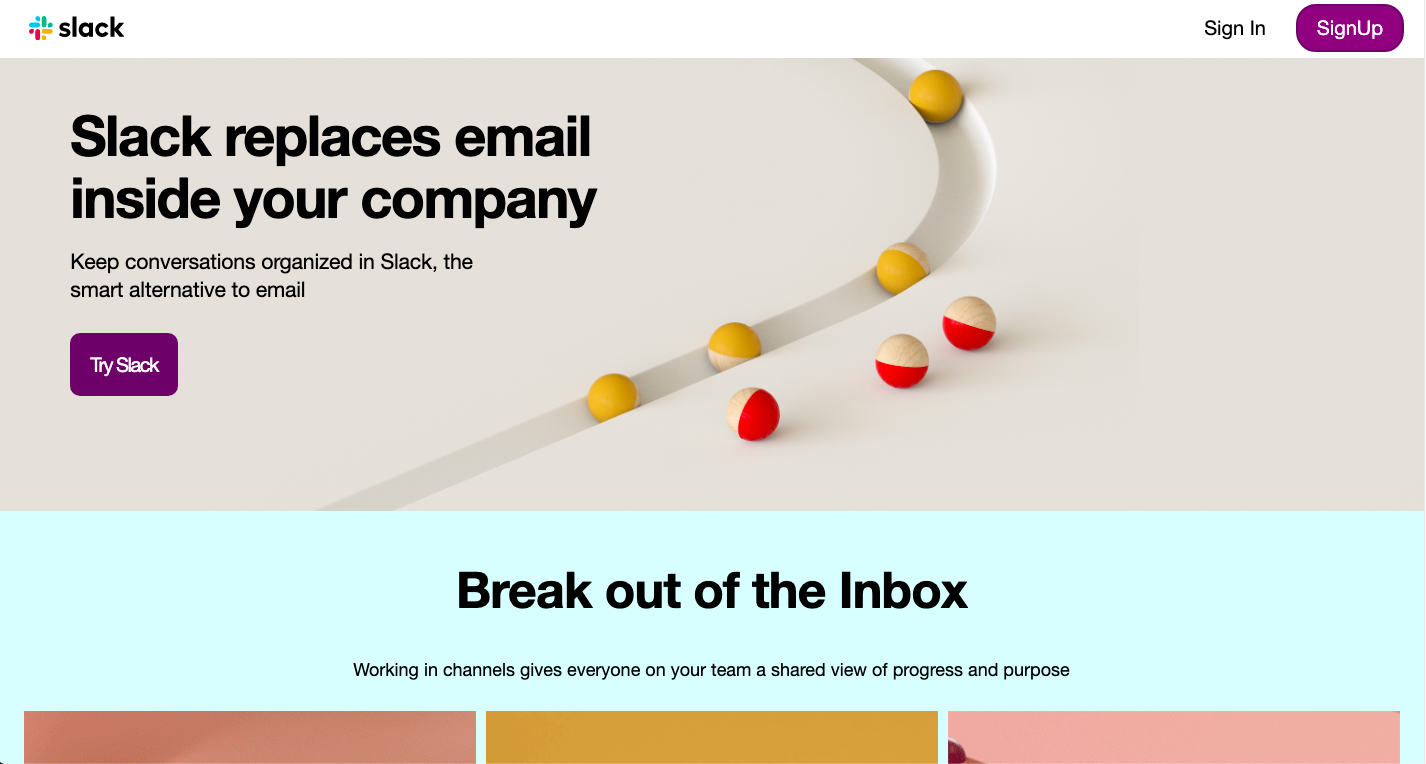 slack
Sign In
SignUp
Slack replaces email
inside your company
Keep conversations organized in Slack, the
smart alternative to email
Try Slack
Break out of the Inbox
Working in channels gives everyone on your team a shared view of progress and purpose